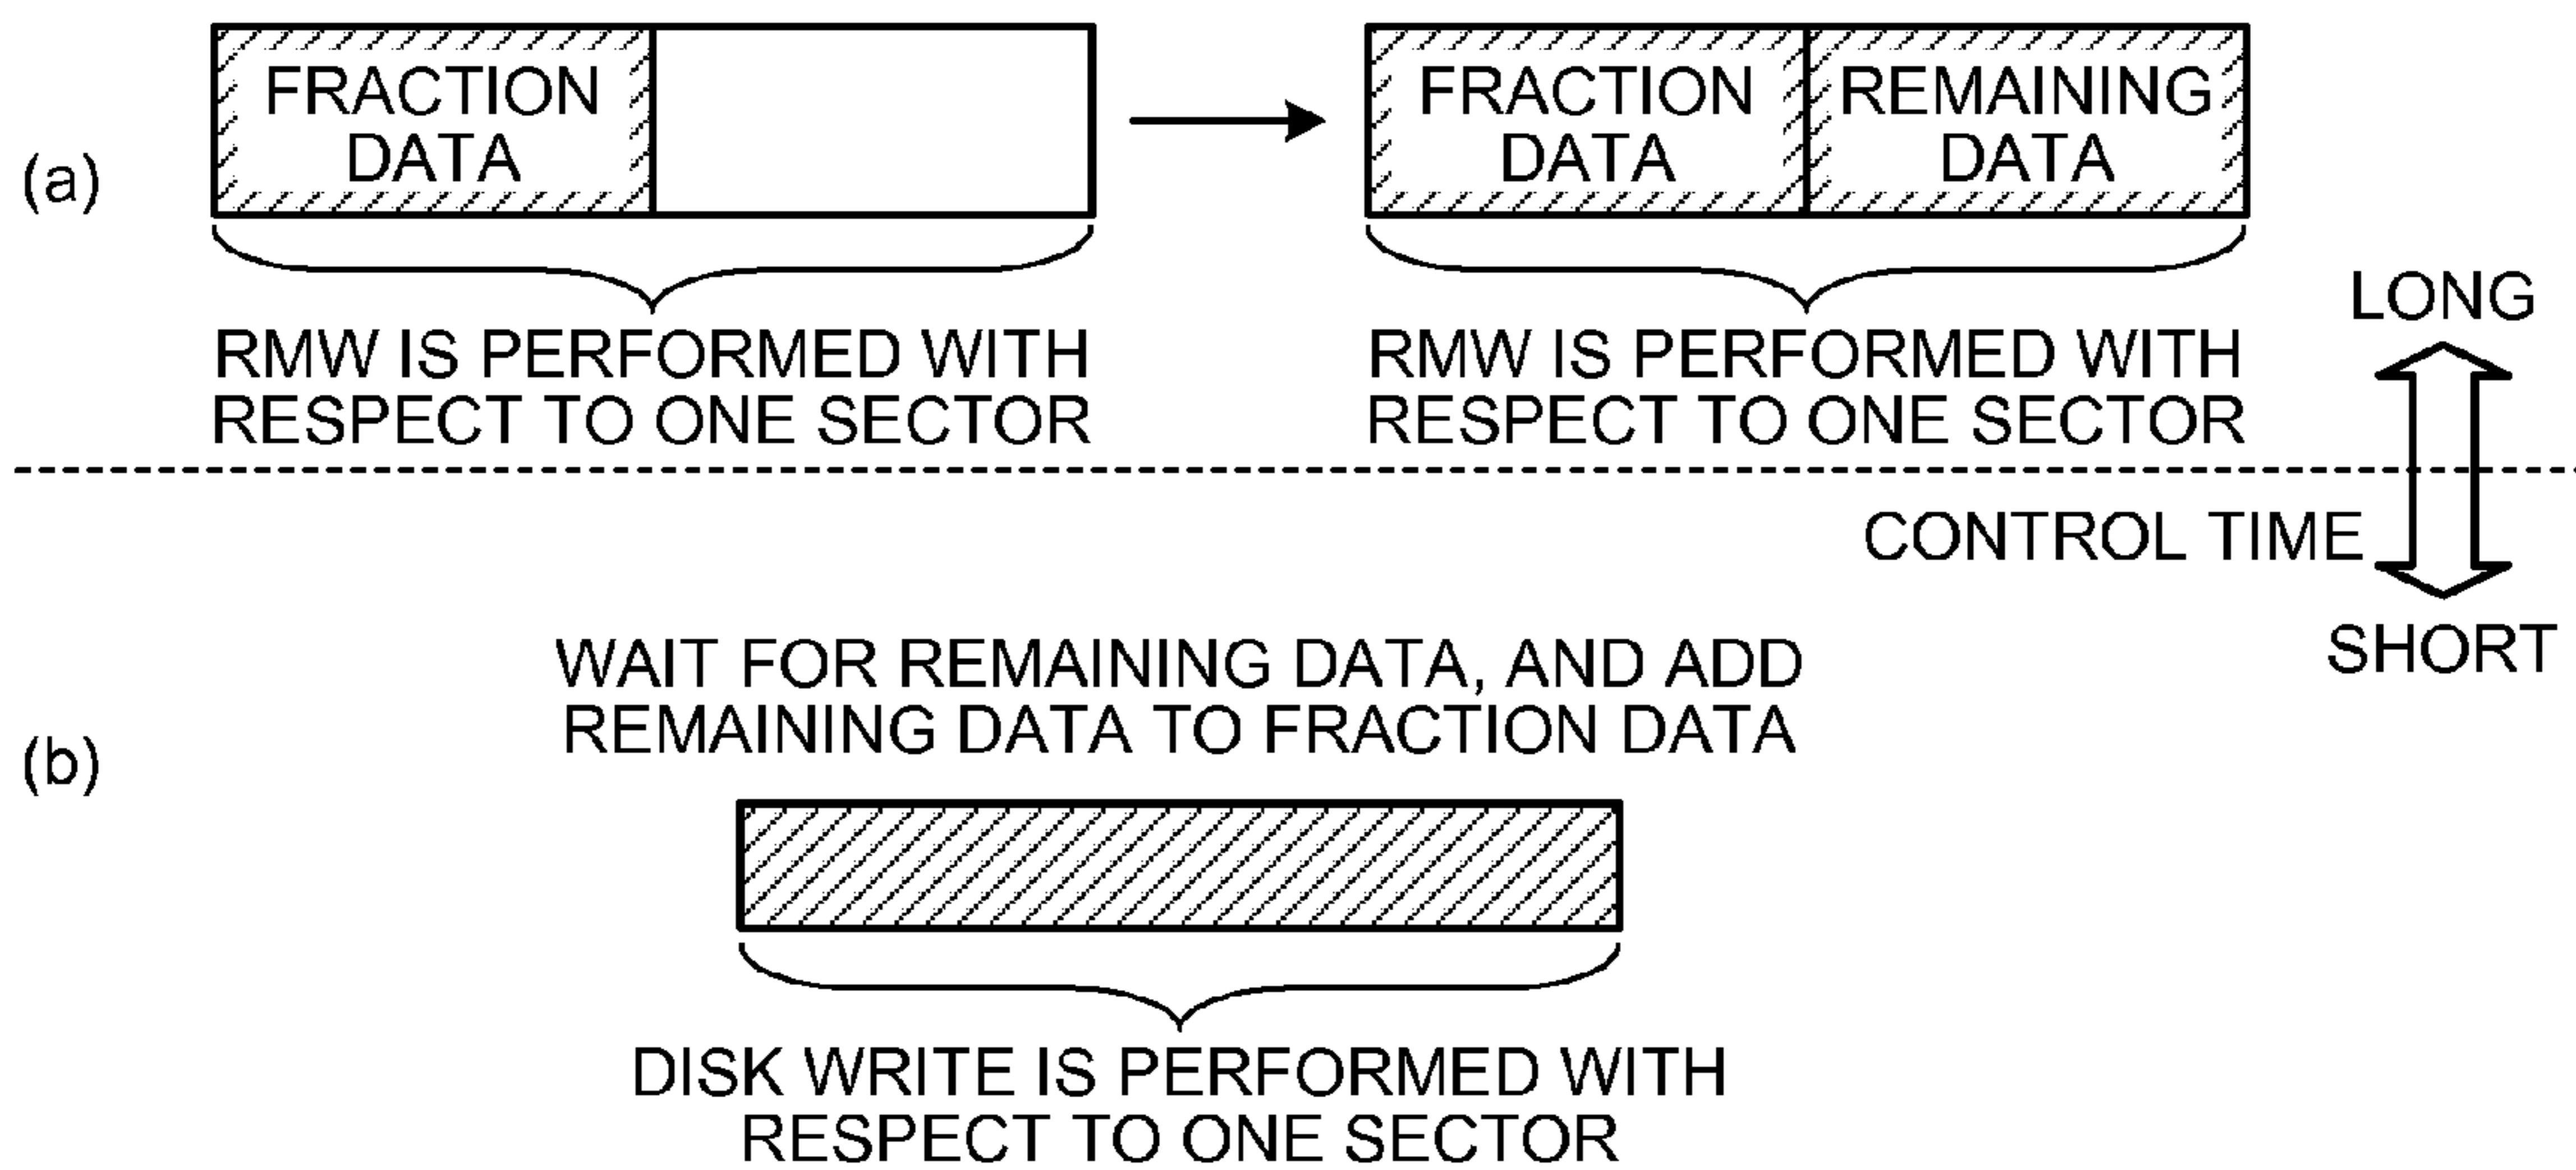 (a)
FRACTION
DATA
FRACTION
DATA
REMAINING
DATA
RMW IS PERFORMED WITH
RESPECT TO ONE SECTOR
RMW IS PERFORMED WITH
RESPECT TO ONE SECTOR
LONG
CONTROL TIME
SHORT
(b)
WAIT FOR REMAINING DATA, AND ADD
REMAINING DATA TO FRACTION DATA
DISK WRITE IS PERFORMED WITH
RESPECT TO ONE SECTOR